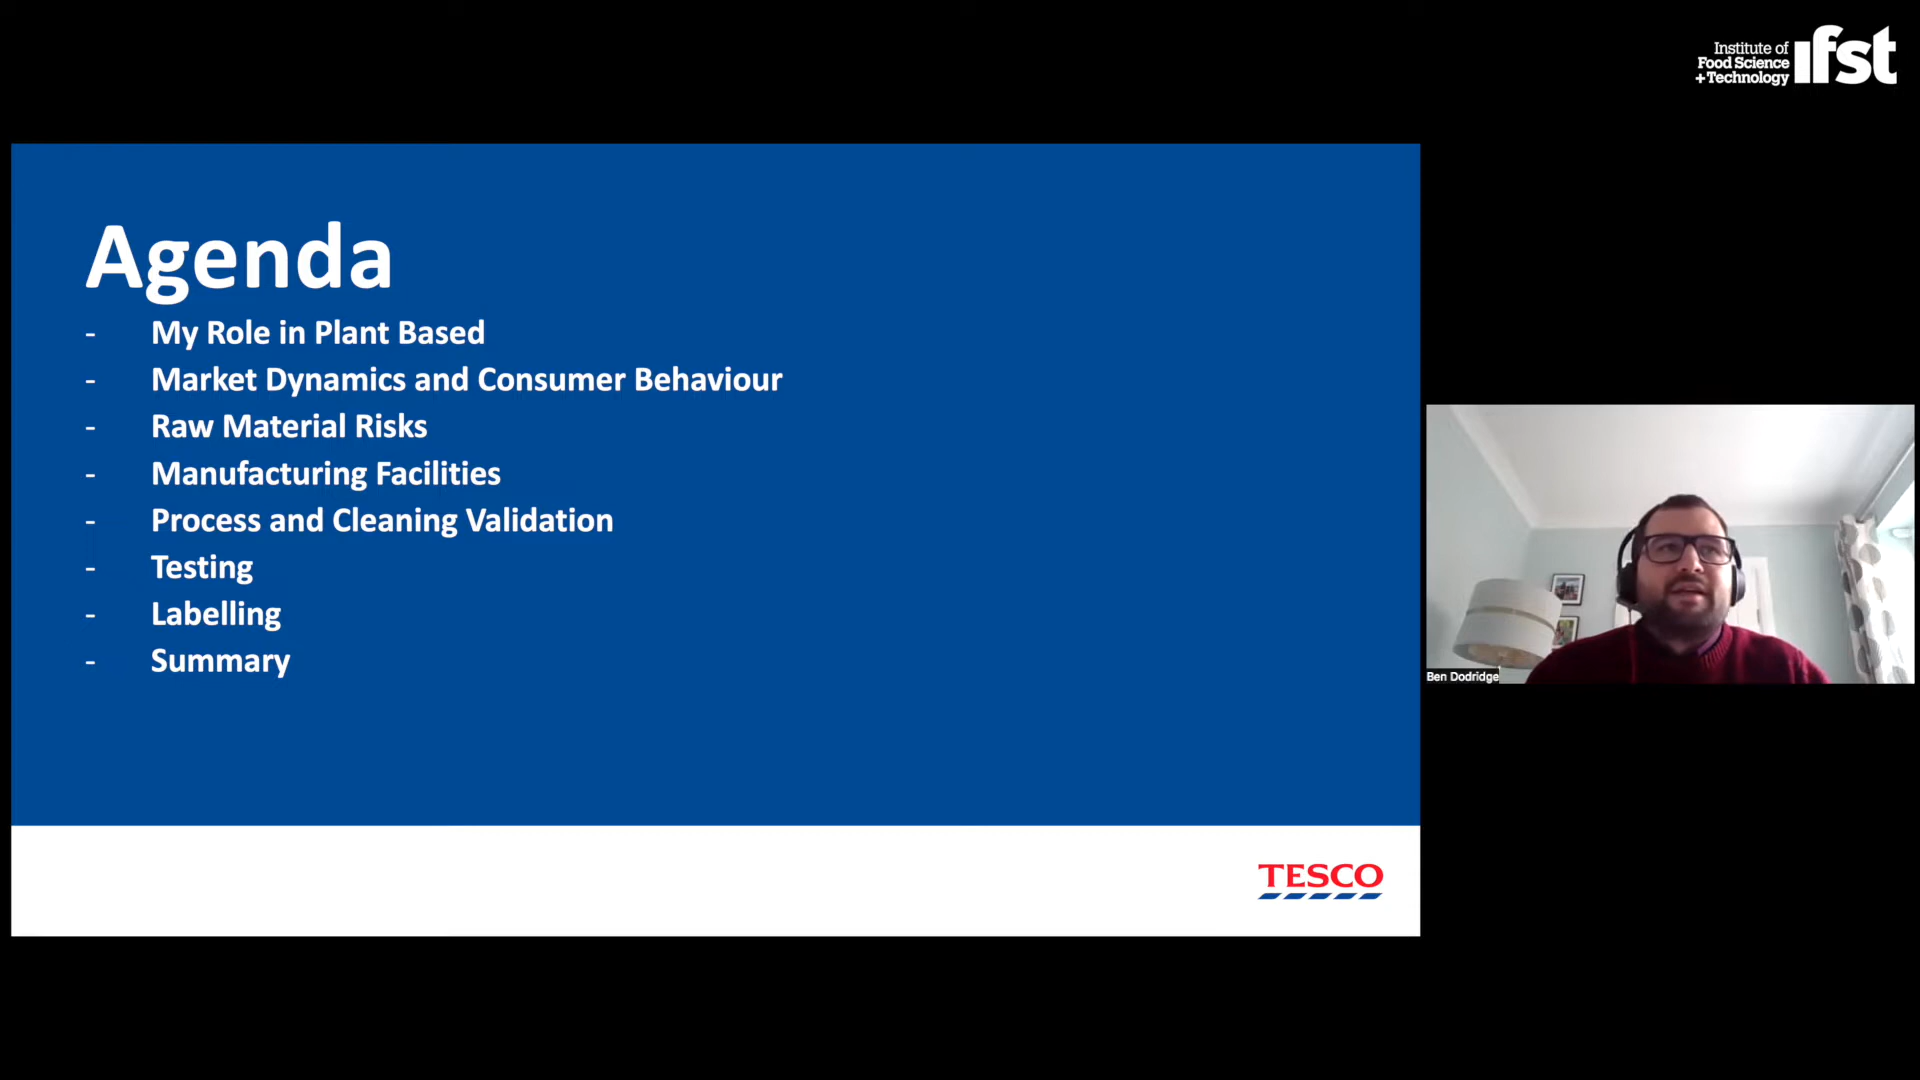 Institute of
Food Science
+Technology
ifst
Agenda
- My Role in Plant Based
- Market Dynamics and Consumer Behaviour
- Raw Material Risks
- Manufacturing Facilities
- Process and Cleaning Validation
- Testing
- Labelling
- Summary
Ben Dodridge
TESCO